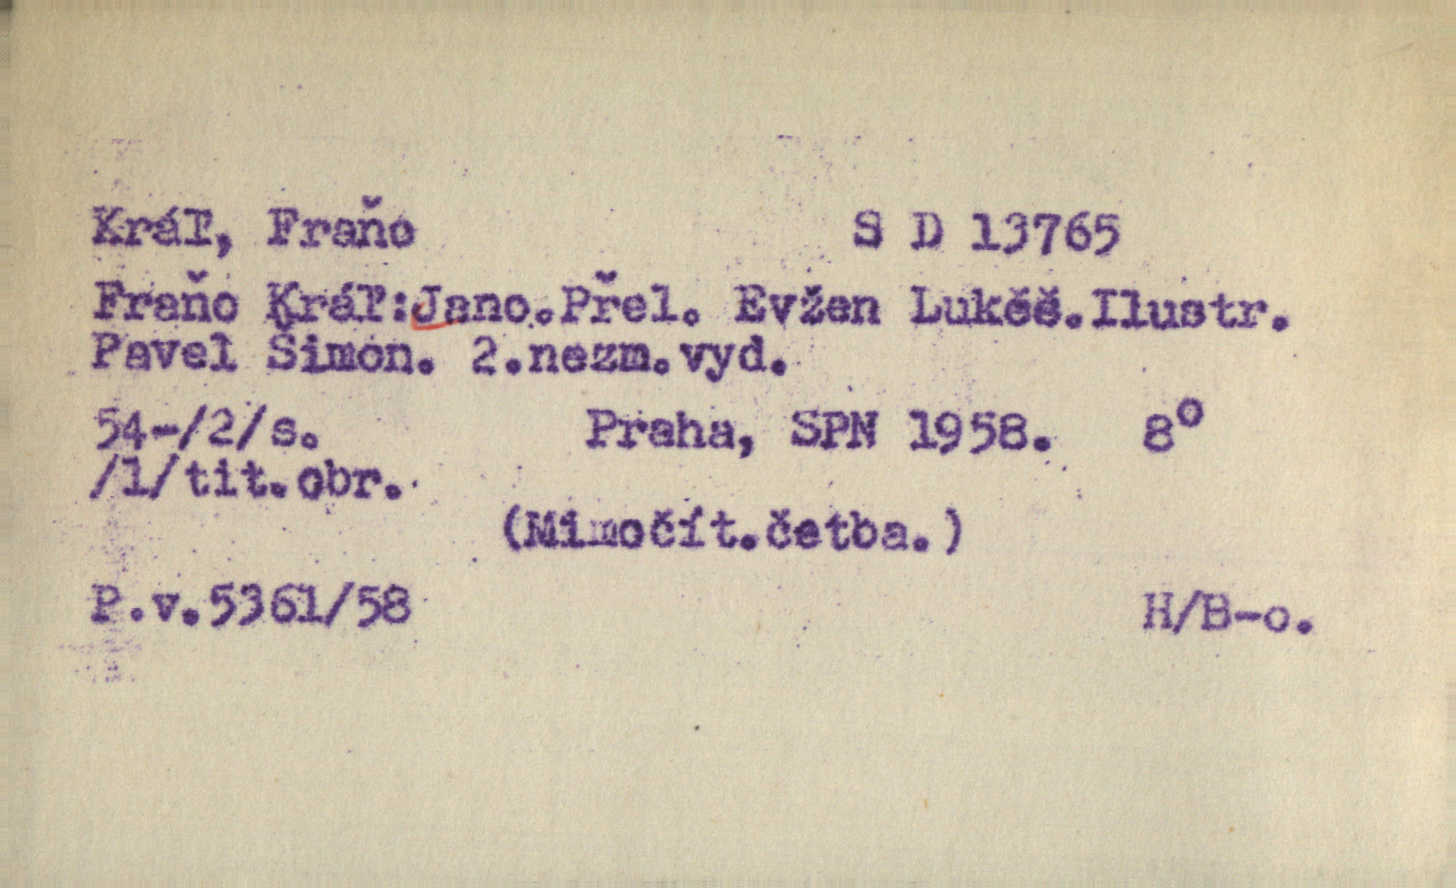 Kráľ, Fraňo S D 13765
Fraňo Kráľ:Jano.Přel. Evžen Lukeš.Ilustr.
Pavel Šimon. 2.nezm.vyd.
54-/2/s. Praha, SPN 1958. 8°
/1/tit.obr.
(Mimočít.četba.)
P.v.5361/58 H/B-o.